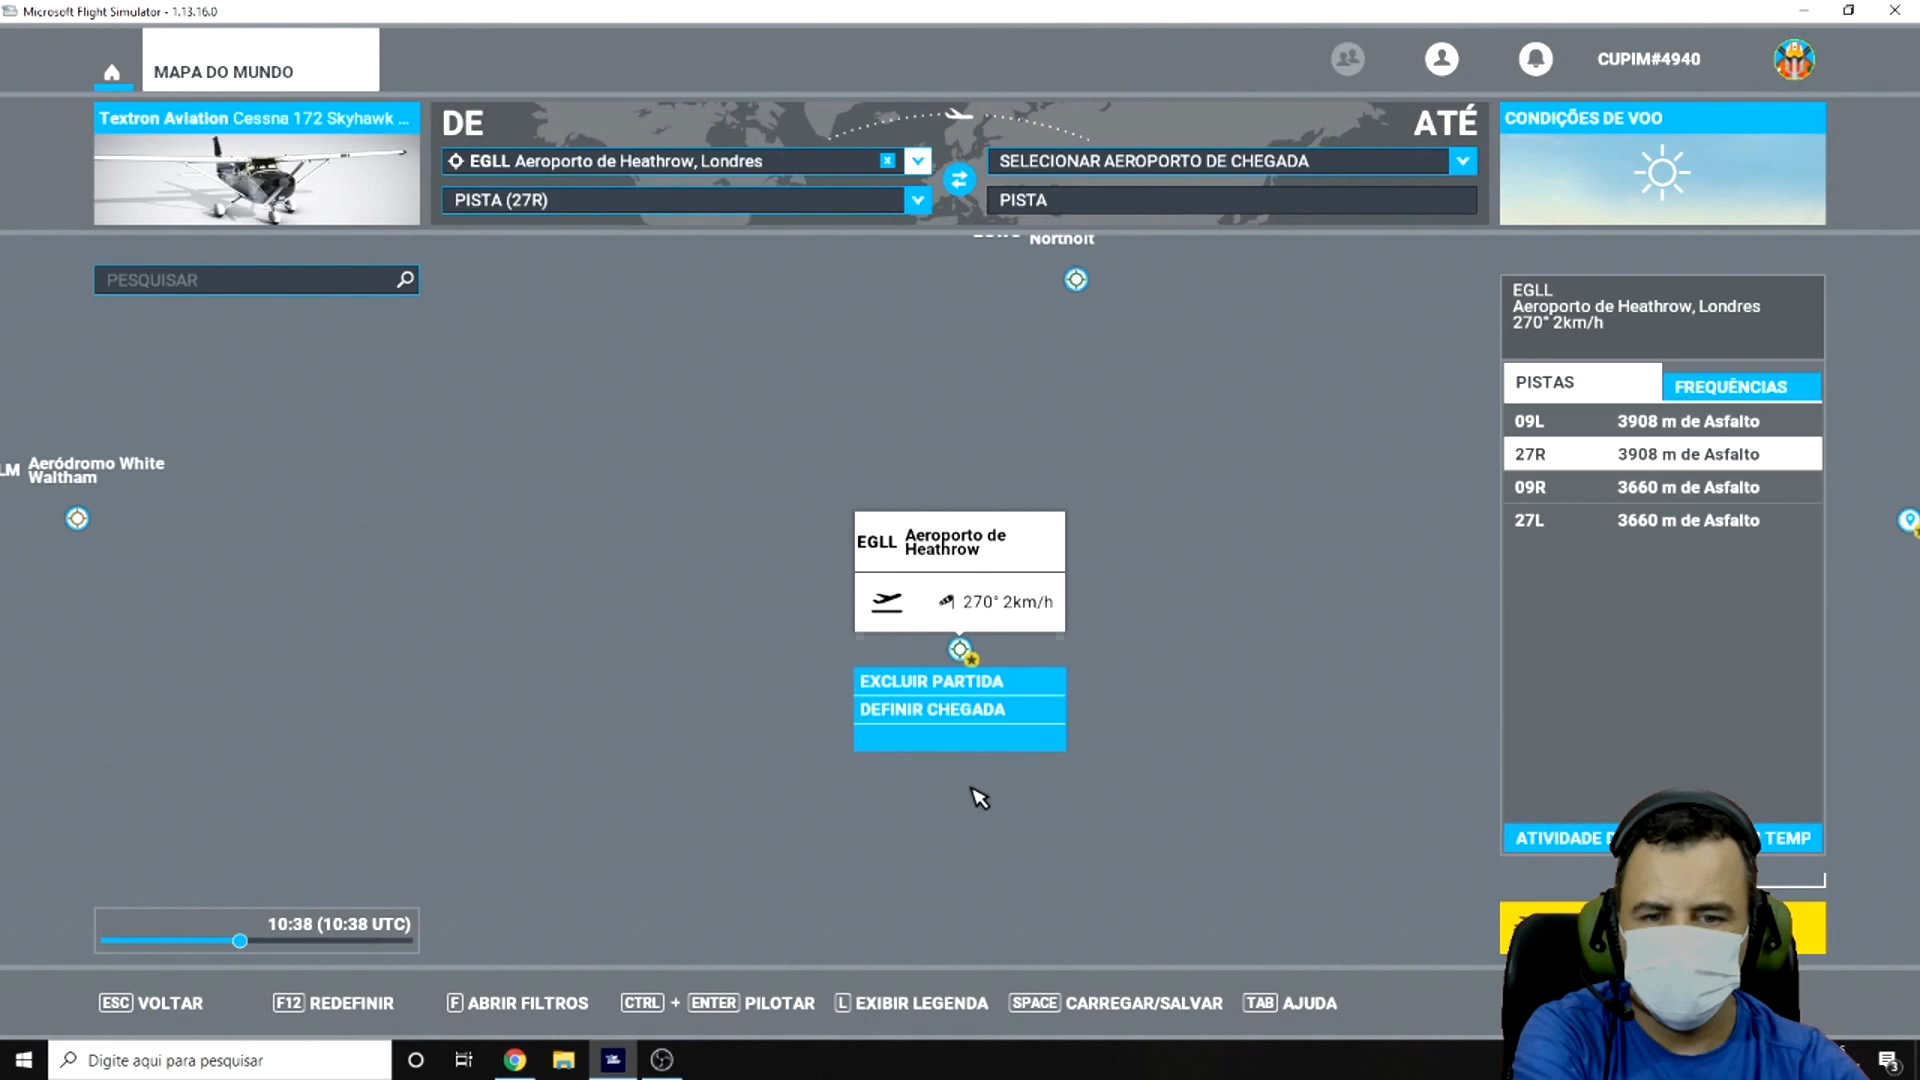 Microsoft Flight Simulator - 1.13.16.0
MAPA DO MUNDO
CUPIM#4940
Textron Aviation Cessna 172 Skyhawk ...
DE
ATÉ
EGLL Aeroporto de Heathrow, Londres
SELECIONAR AEROPORTO DE CHEGADA
PISTA (27R)
PISTA
CONDIÇÕES DE VOO
Northolt
PESQUISAR
EGLL
Aeroporto de Heathrow, Londres
270° 2km/h
PISTAS
FREQUÊNCIAS
09L 3908 m de Asfalto
27R 3908 m de Asfalto
09R 3660 m de Asfalto
27L 3660 m de Asfalto
LM Aeródromo White
Waltham
EGLL Aeroporto de
Heathrow
270° 2km/h
EXCLUIR PARTIDA
DEFINIR CHEGADA
ATIVIDADE
TEMP
10:38 (10:38 UTC)
ESC VOLTAR
F12 REDEFINIR
F ABRIR FILTROS
CTRL + ENTER PILOTAR
L EXIBIR LEGENDA
SPACE CARREGAR/SALVAR
TAB AJUDA
Digite aqui para pesquisar
3